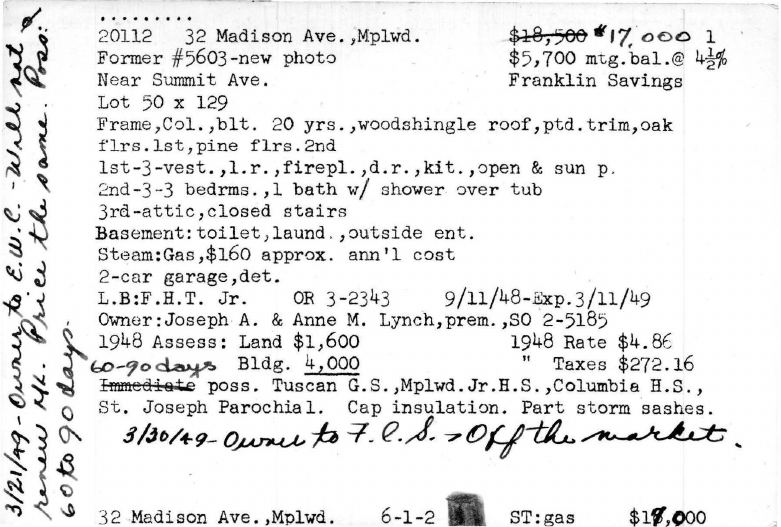 20112 32 Madison Ave.,Mplwd. $18,500 $17,000 1
Former #5603-new photo $5,700 mtg.bal.@ 4½%
Near Summit Ave. Franklin Savings
Lot 50 x 129
Frame,Col.,blt. 20 yrs.,woodshingle roof,ptd.trim,oak
flrs.1st,pine flrs.2nd
1st-3-vest.,l.r.,firepl.,d.r.,kit.,open & sun p.
2nd-3-3 bedrms.,1 bath w/ shower over tub
3rd-attic,closed stairs
Basement:toilet,laund.,outside ent.
Steam:Gas,$160 approx. ann'l cost
2-car garage,det.
L.B:F.H.T. Jr. OR 3-2343 9/11/48-Exp.3/11/49
Owner:Joseph A. & Anne M. Lynch,prem.,SO 2-5185
1948 Assess: Land $1,600 1948 Rate $4.86
60-90 days Bldg. 4,000 " Taxes $272.16
Immediate poss. Tuscan G.S.,Mplwd.Jr.H.S.,Columbia H.S.,
St. Joseph Parochial. Cap insulation. Part storm sashes.
3/30/49-Owner to F.C.S. → Off the market.
32 Madison Ave.,Mplwd. 6-1-2 ST:gas $17,000
3/21/49-Owner to E.W.C. - Will not
renew Mk. Price the same. Poss:
60 to 90 days.